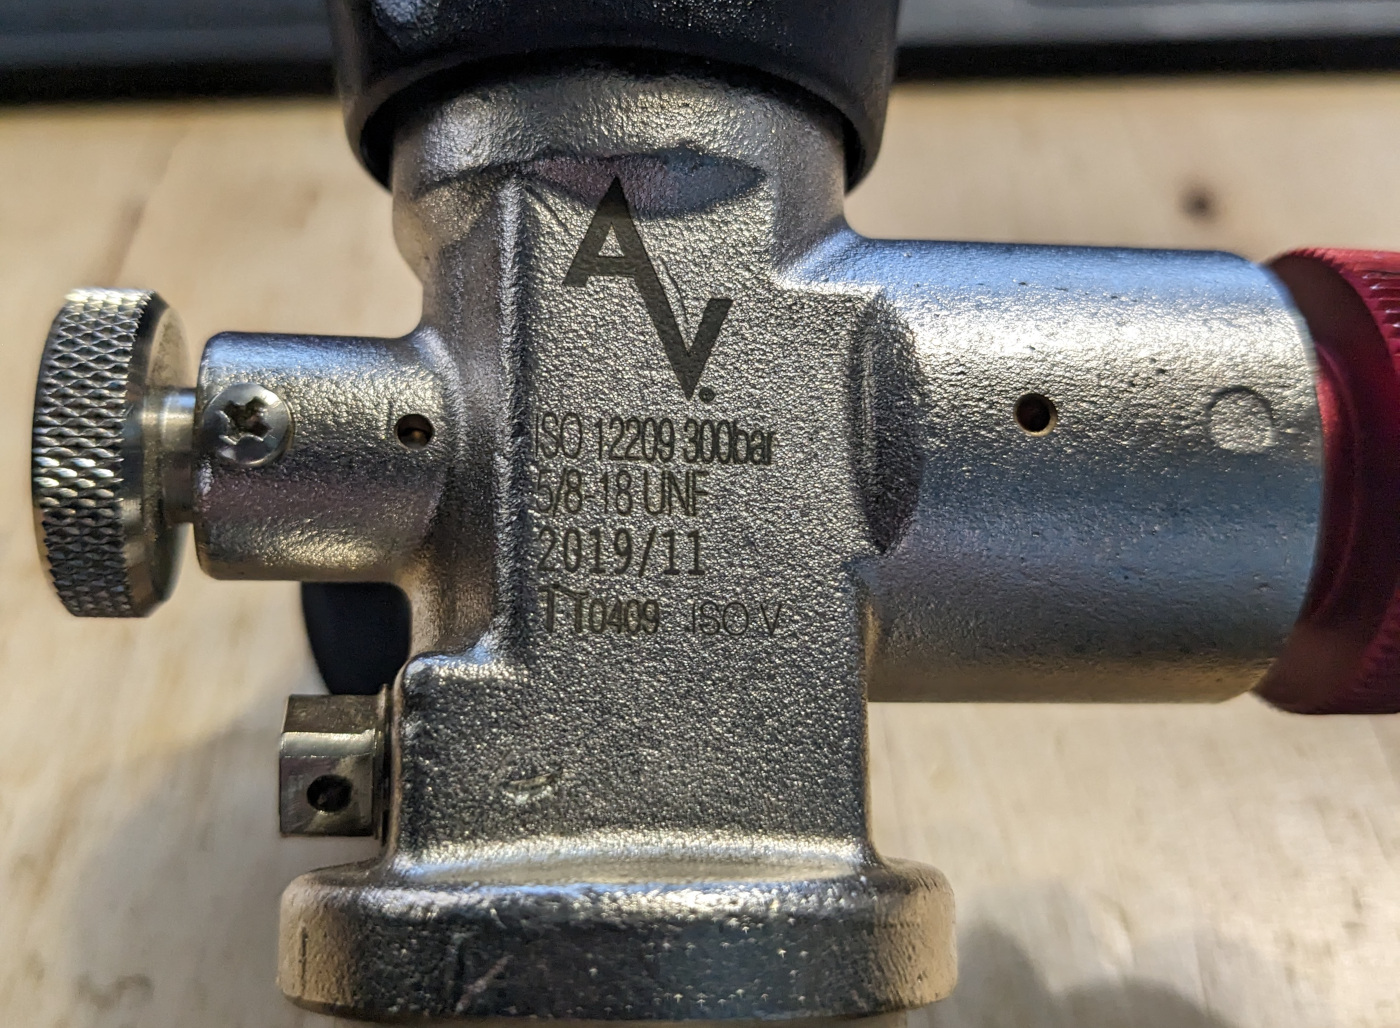 AV
ISO 12209 300bar
5/8-18 UNF
2019/11
TT0409 ISO V